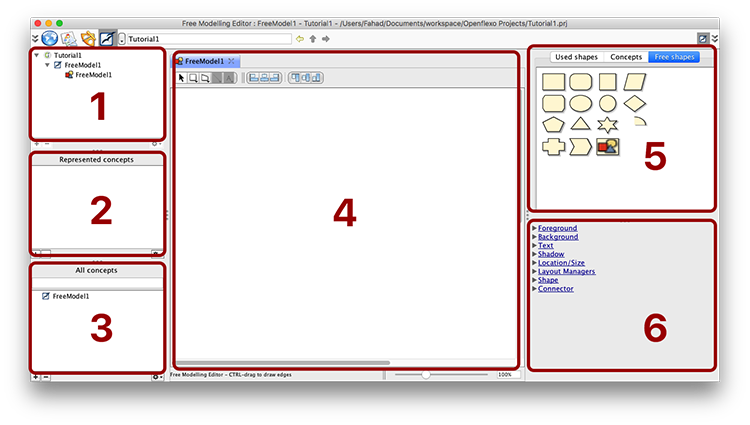 Free Modelling Editor : FreeModel1 - Tutorial1 - /Users/Fahad/Documents/workspace/Openflexo Projects/Tutorial1.prj
Tutorial1
Tutorial1
FreeModel1
FreeModel1
1
Represented concepts
2
All concepts
FreeModel1
3
FreeModel1
A
4
Free Modelling Editor - CTRL-drag to draw edges
100%
Used shapes Concepts Free shapes
5
Foreground
Background
Text
Shadow
Location/Size
Layout Managers
Shape
Connector
6